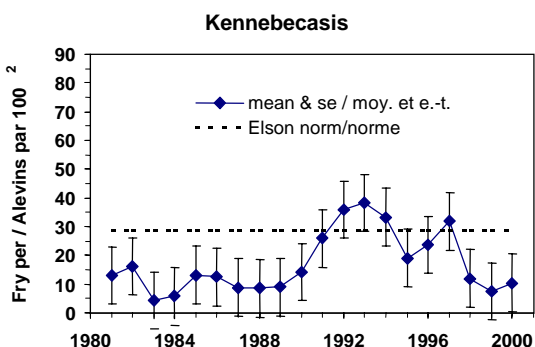 Kennebecasis
Fry per / Alevins par 100 2
90
80
70
60
50
40
30
20
10
0
mean & se / moy. et e.-t.
Elson norm/norme
1980 1984 1988 1992 1996 2000